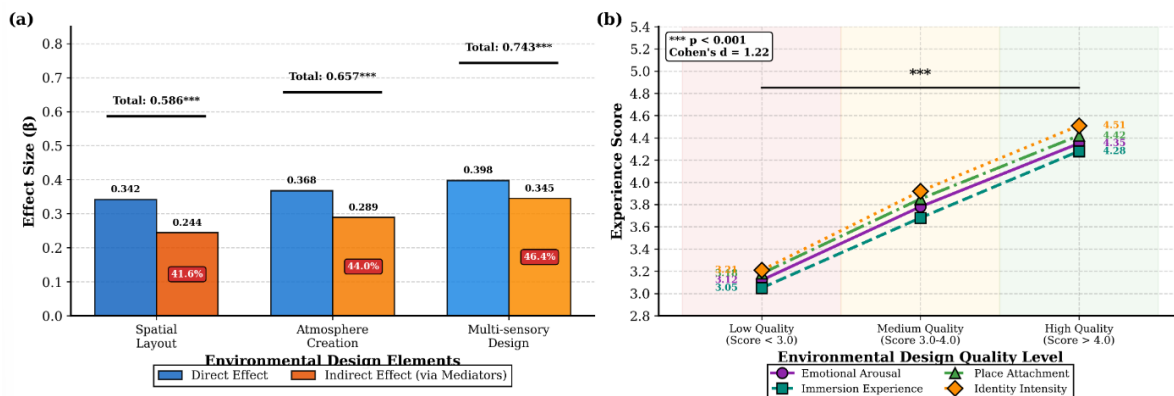 (a)
Effect Size (β)
0.8
0.7
0.6
0.5
0.4
0.3
0.2
0.1
0.0
Total: 0.586***
Total: 0.657***
Total: 0.743***
0.342
0.244
41.6%
0.368
0.289
44.0%
0.398
0.345
46.4%
Spatial
Layout
Atmosphere
Creation
Multi-sensory
Design
Environmental Design Elements
Direct Effect
Indirect Effect (via Mediators)
(b)
Experience Score
5.4
5.2
5.0
4.8
4.6
4.4
4.2
4.0
3.8
3.6
3.4
3.2
3.0
2.8
*** p < 0.001
Cohen's d = 1.22
***
3.21
3.12
3.05
4.51
4.42
4.35
4.28
Low Quality
(Score < 3.0)
Medium Quality
(Score 3.0-4.0)
High Quality
(Score > 4.0)
Environmental Design Quality Level
Emotional Arousal
Immersion Experience
Place Attachment
Identity Intensity